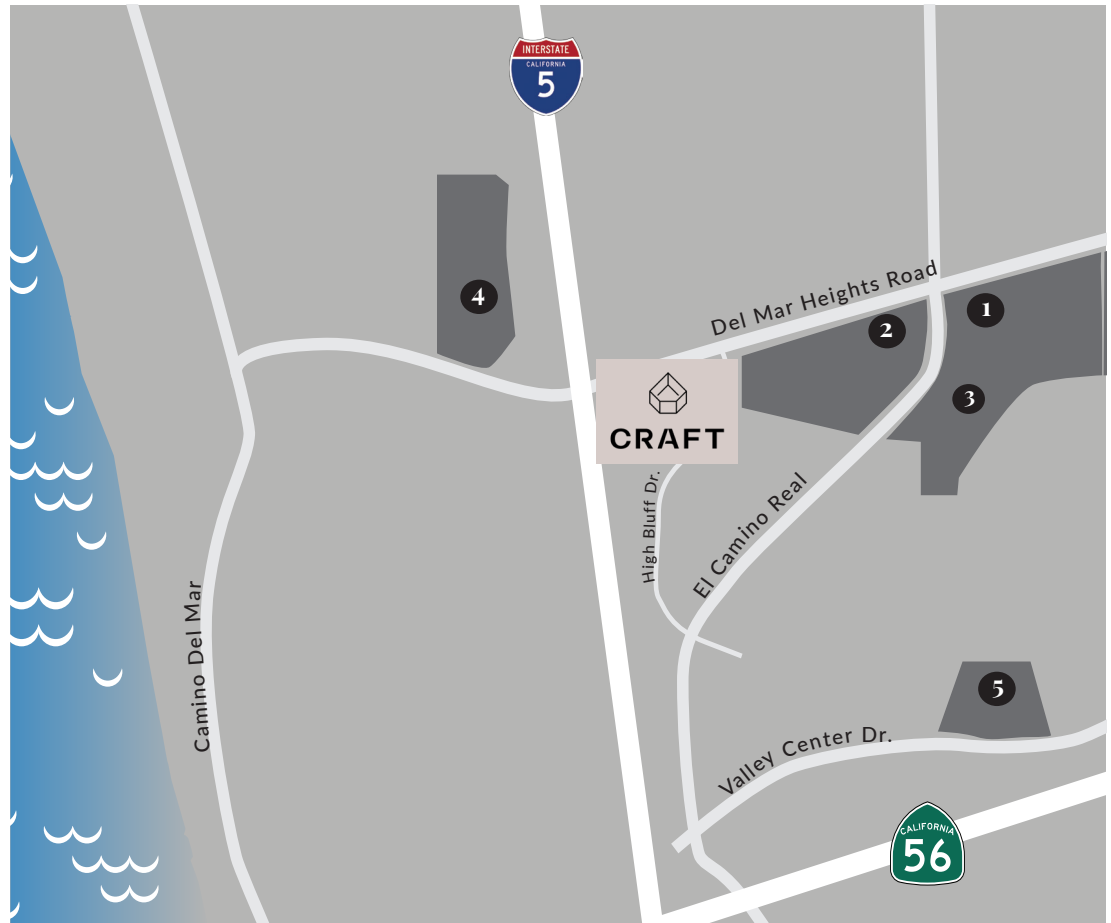 INTERSTATE
CALIFORNIA
5
Del Mar Heights Road
4
1
2
3
CRAFT
High Bluff Dr.
El Camino Real
Camino Del Mar
5
Valley Center Dr.
CALIFORNIA
56